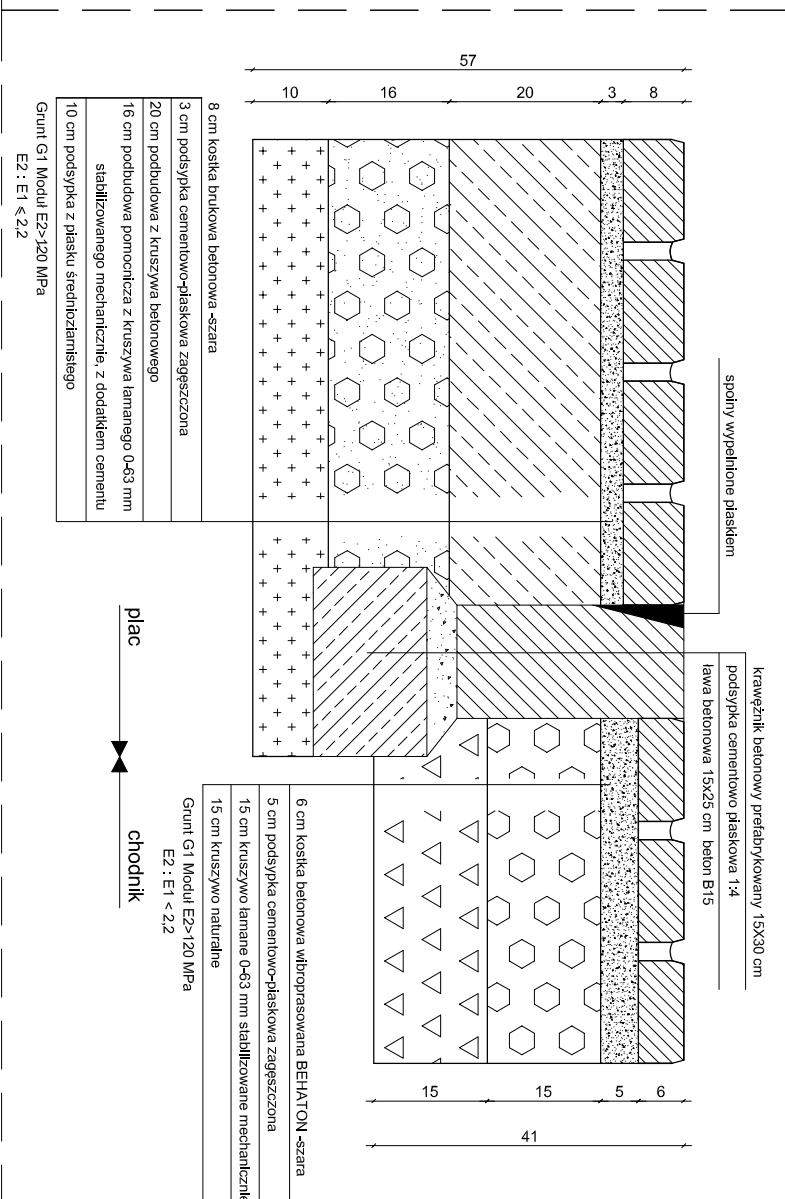 57
10
16
20
3
8
8 cm kostka brukowa betonowa -szara
3 cm podsypka cementowo-piaskowa zagęszczona
20 cm podbudowa z kruszywa betonowego
16 cm podbudowa pomocnicza z kruszywa łamanego 0-63 mm
stabilizowanego mechanicznie, z dodatkiem cementu
10 cm podsypka z piasku średnioziarnistego
Grunt G1 Moduł E2>120 MPa
E2 : E1 ≤ 2,2
spoiny wypełnione piaskiem
krawężnik betonowy prefabrykowany 15X30 cm
podsypka cementowo piaskowa 1:4
ława betonowa 15x25 cm beton B15
plac
chodnik
6 cm kostka betonowa wibroprasowana BEHATON -szara
5 cm podsypka cementowo-piaskowa zagęszczona
15 cm kruszywo łamane 0-63 mm stabilizowane mechanicznie
15 cm kruszywo naturalne
Grunt G1 Moduł E2>120 MPa
E2 : E1 < 2,2
15
15
5
6
41